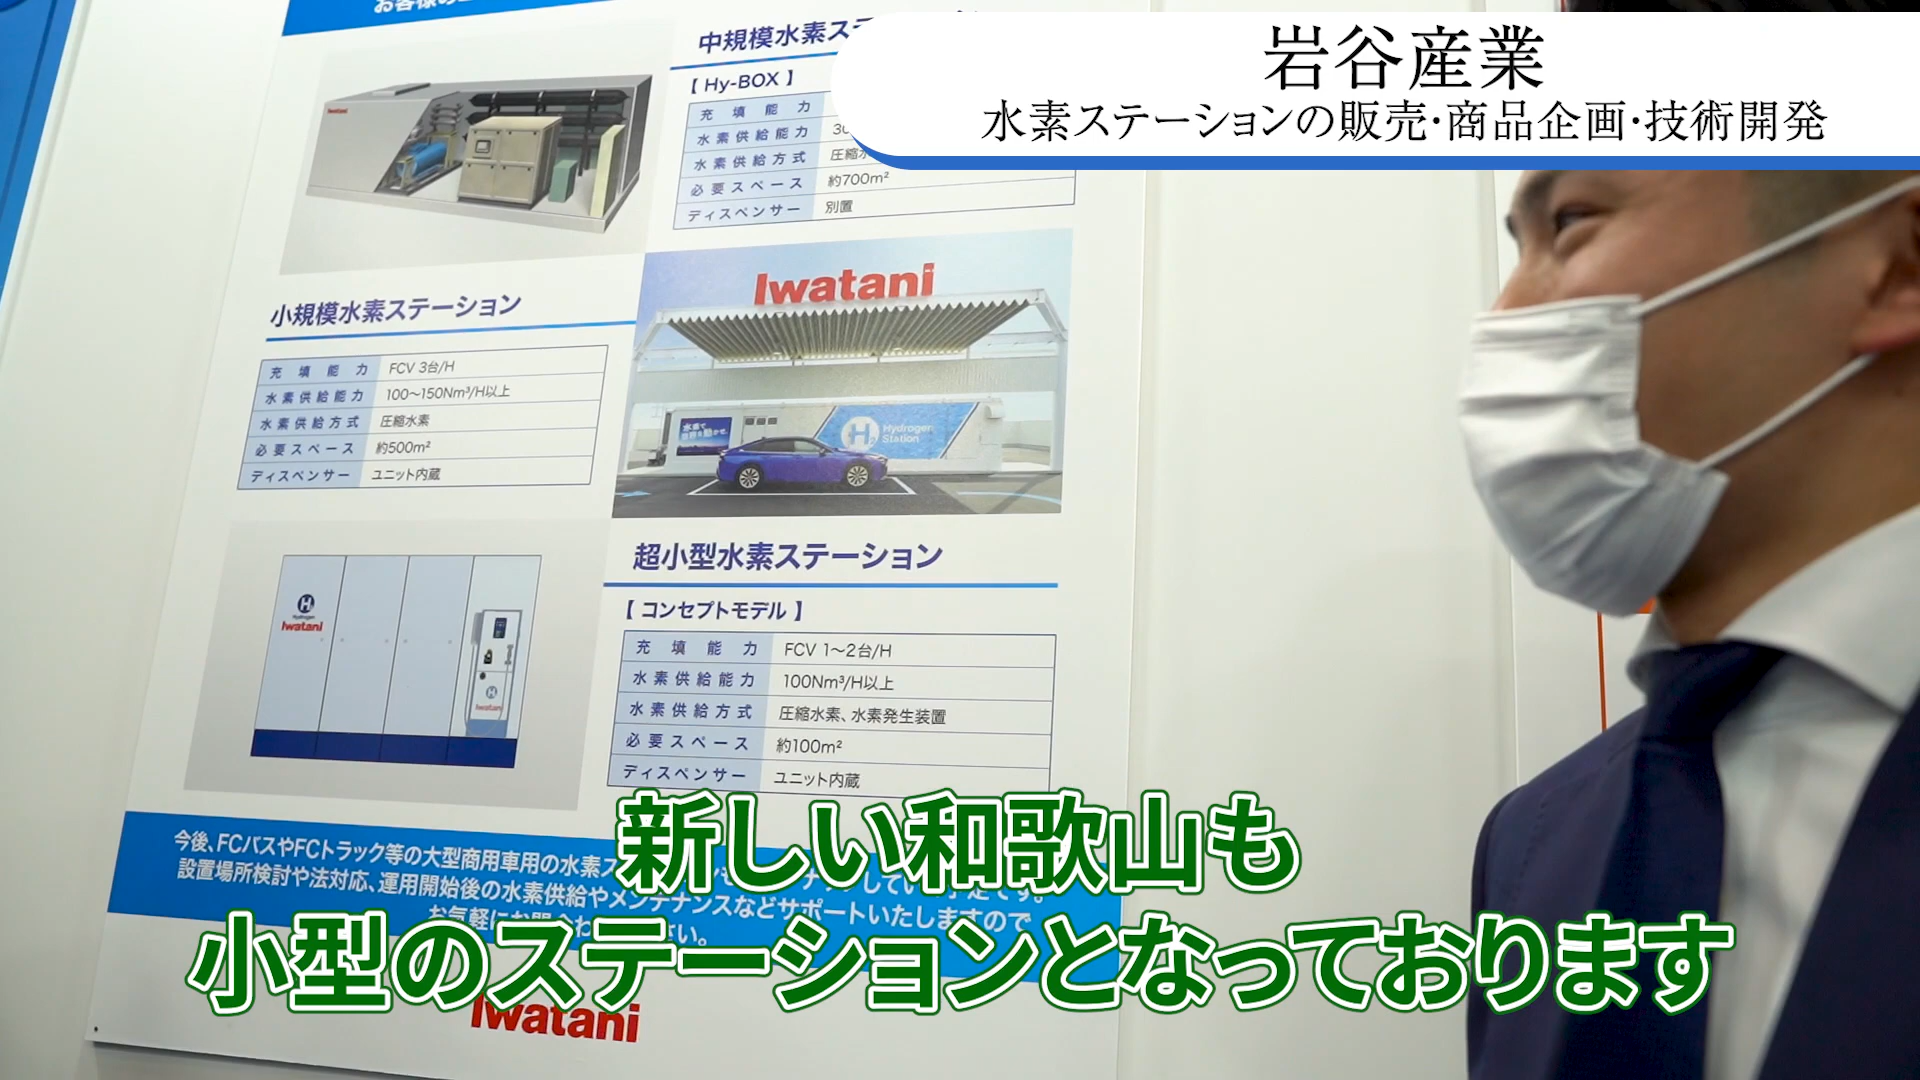 岩谷産業
水素ステーションの販売・商品企画・技術開発
中規模水素ス
【 Hy-BOX 】
充填能力
水素供給能力 30
水素供給方式 圧縮水
必要スペース 約700m²
ディスペンサー 別置
Iwatani
Iwatani
小規模水素ステーション
充填能力 FCV 3台/H
水素供給能力 100〜150Nm³/H以上
水素供給方式 圧縮水素
必要スペース 約500m²
ディスペンサー ユニット内蔵
水素で
Hydrogen
Station
超小型水素ステーション
【 コンセプトモデル 】
充填能力 FCV 1〜2台/H
水素供給能力 100Nm³/H以上
水素供給方式 圧縮水素、水素発生装置
必要スペース 約100m²
ディスペンサー ユニット内蔵
H
Hydrogen
Iwatani
H
Iwatani
今後、FCバスやFCトラック等の大型商用車用の水素ス
設置場所検討や法対応、運用開始後の水素供給やメンテナンスなどサポートいたしますので
新しい和歌山も
小型のステーションとなっております
Iwatani